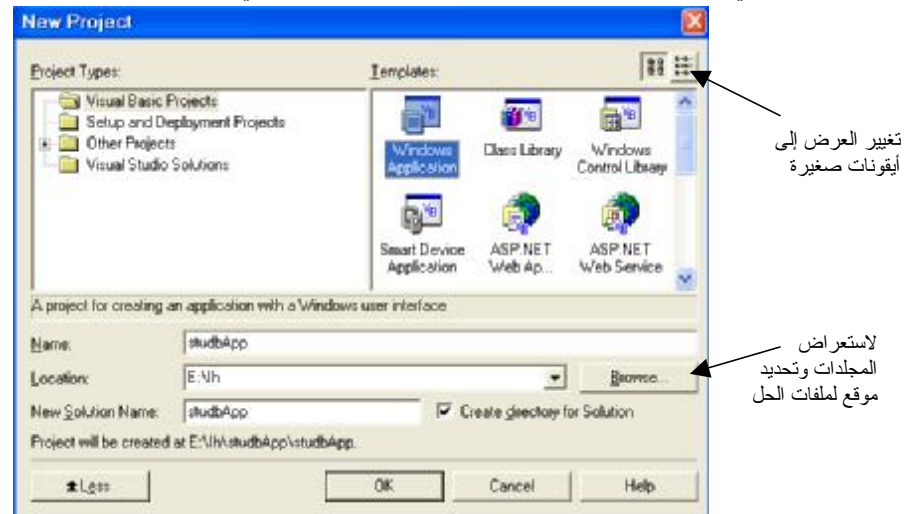 New Project
Project Types:
Templates:
Visual Basic Projects
Setup and Deployment Projects
Other Projects
Visual Studio Solutions
Windows Application
Class Library
Windows Control Library
Smart Device Application
ASP.NET Web Ap...
ASP.NET Web Service
تغيير العرض إلى
أيقونات صغيرة
A project for creating an application with a Windows user interface
Name:
studbApp
Location:
E:\lh
Browse...
لاستعراض
المجلدات وتحديد
موقع لملفات الحل
New Solution Name:
studbApp
Create directory for Solution
Project will be created at E:\lh\studbApp\studbApp.
Less
OK
Cancel
Help